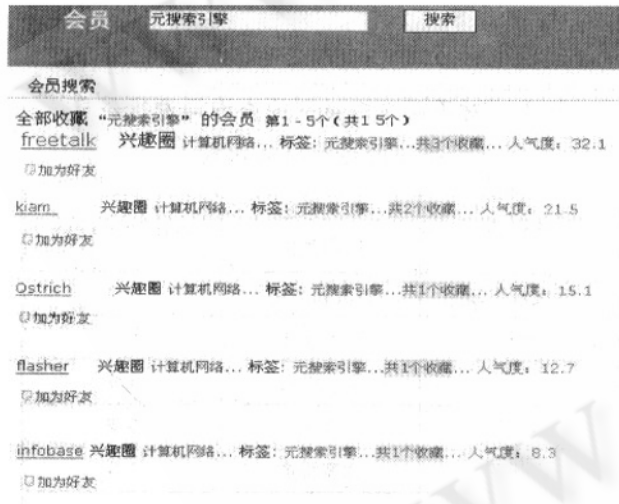 会员 元搜索引擎 搜索
会员搜索
全部收藏 “元搜索引擎” 的会员 第1-5个(共15个)
freetalk 兴趣圈 计算机网络... 标签: 元搜索引擎...共3个收藏... 人气度: 32.1
加为好友
kiam 兴趣圈 计算机网络... 标签: 元搜索引擎...共2个收藏... 人气度: 21.5
加为好友
Ostrich 兴趣圈 计算机网络... 标签: 元搜索引擎...共1个收藏... 人气度: 15.1
加为好友
flasher 兴趣圈 计算机网络... 标签: 元搜索引擎...共1个收藏... 人气度: 12.7
加为好友
infobase 兴趣圈 计算机网络... 标签: 元搜索引擎...共1个收藏... 人气度: 8.3
加为好友